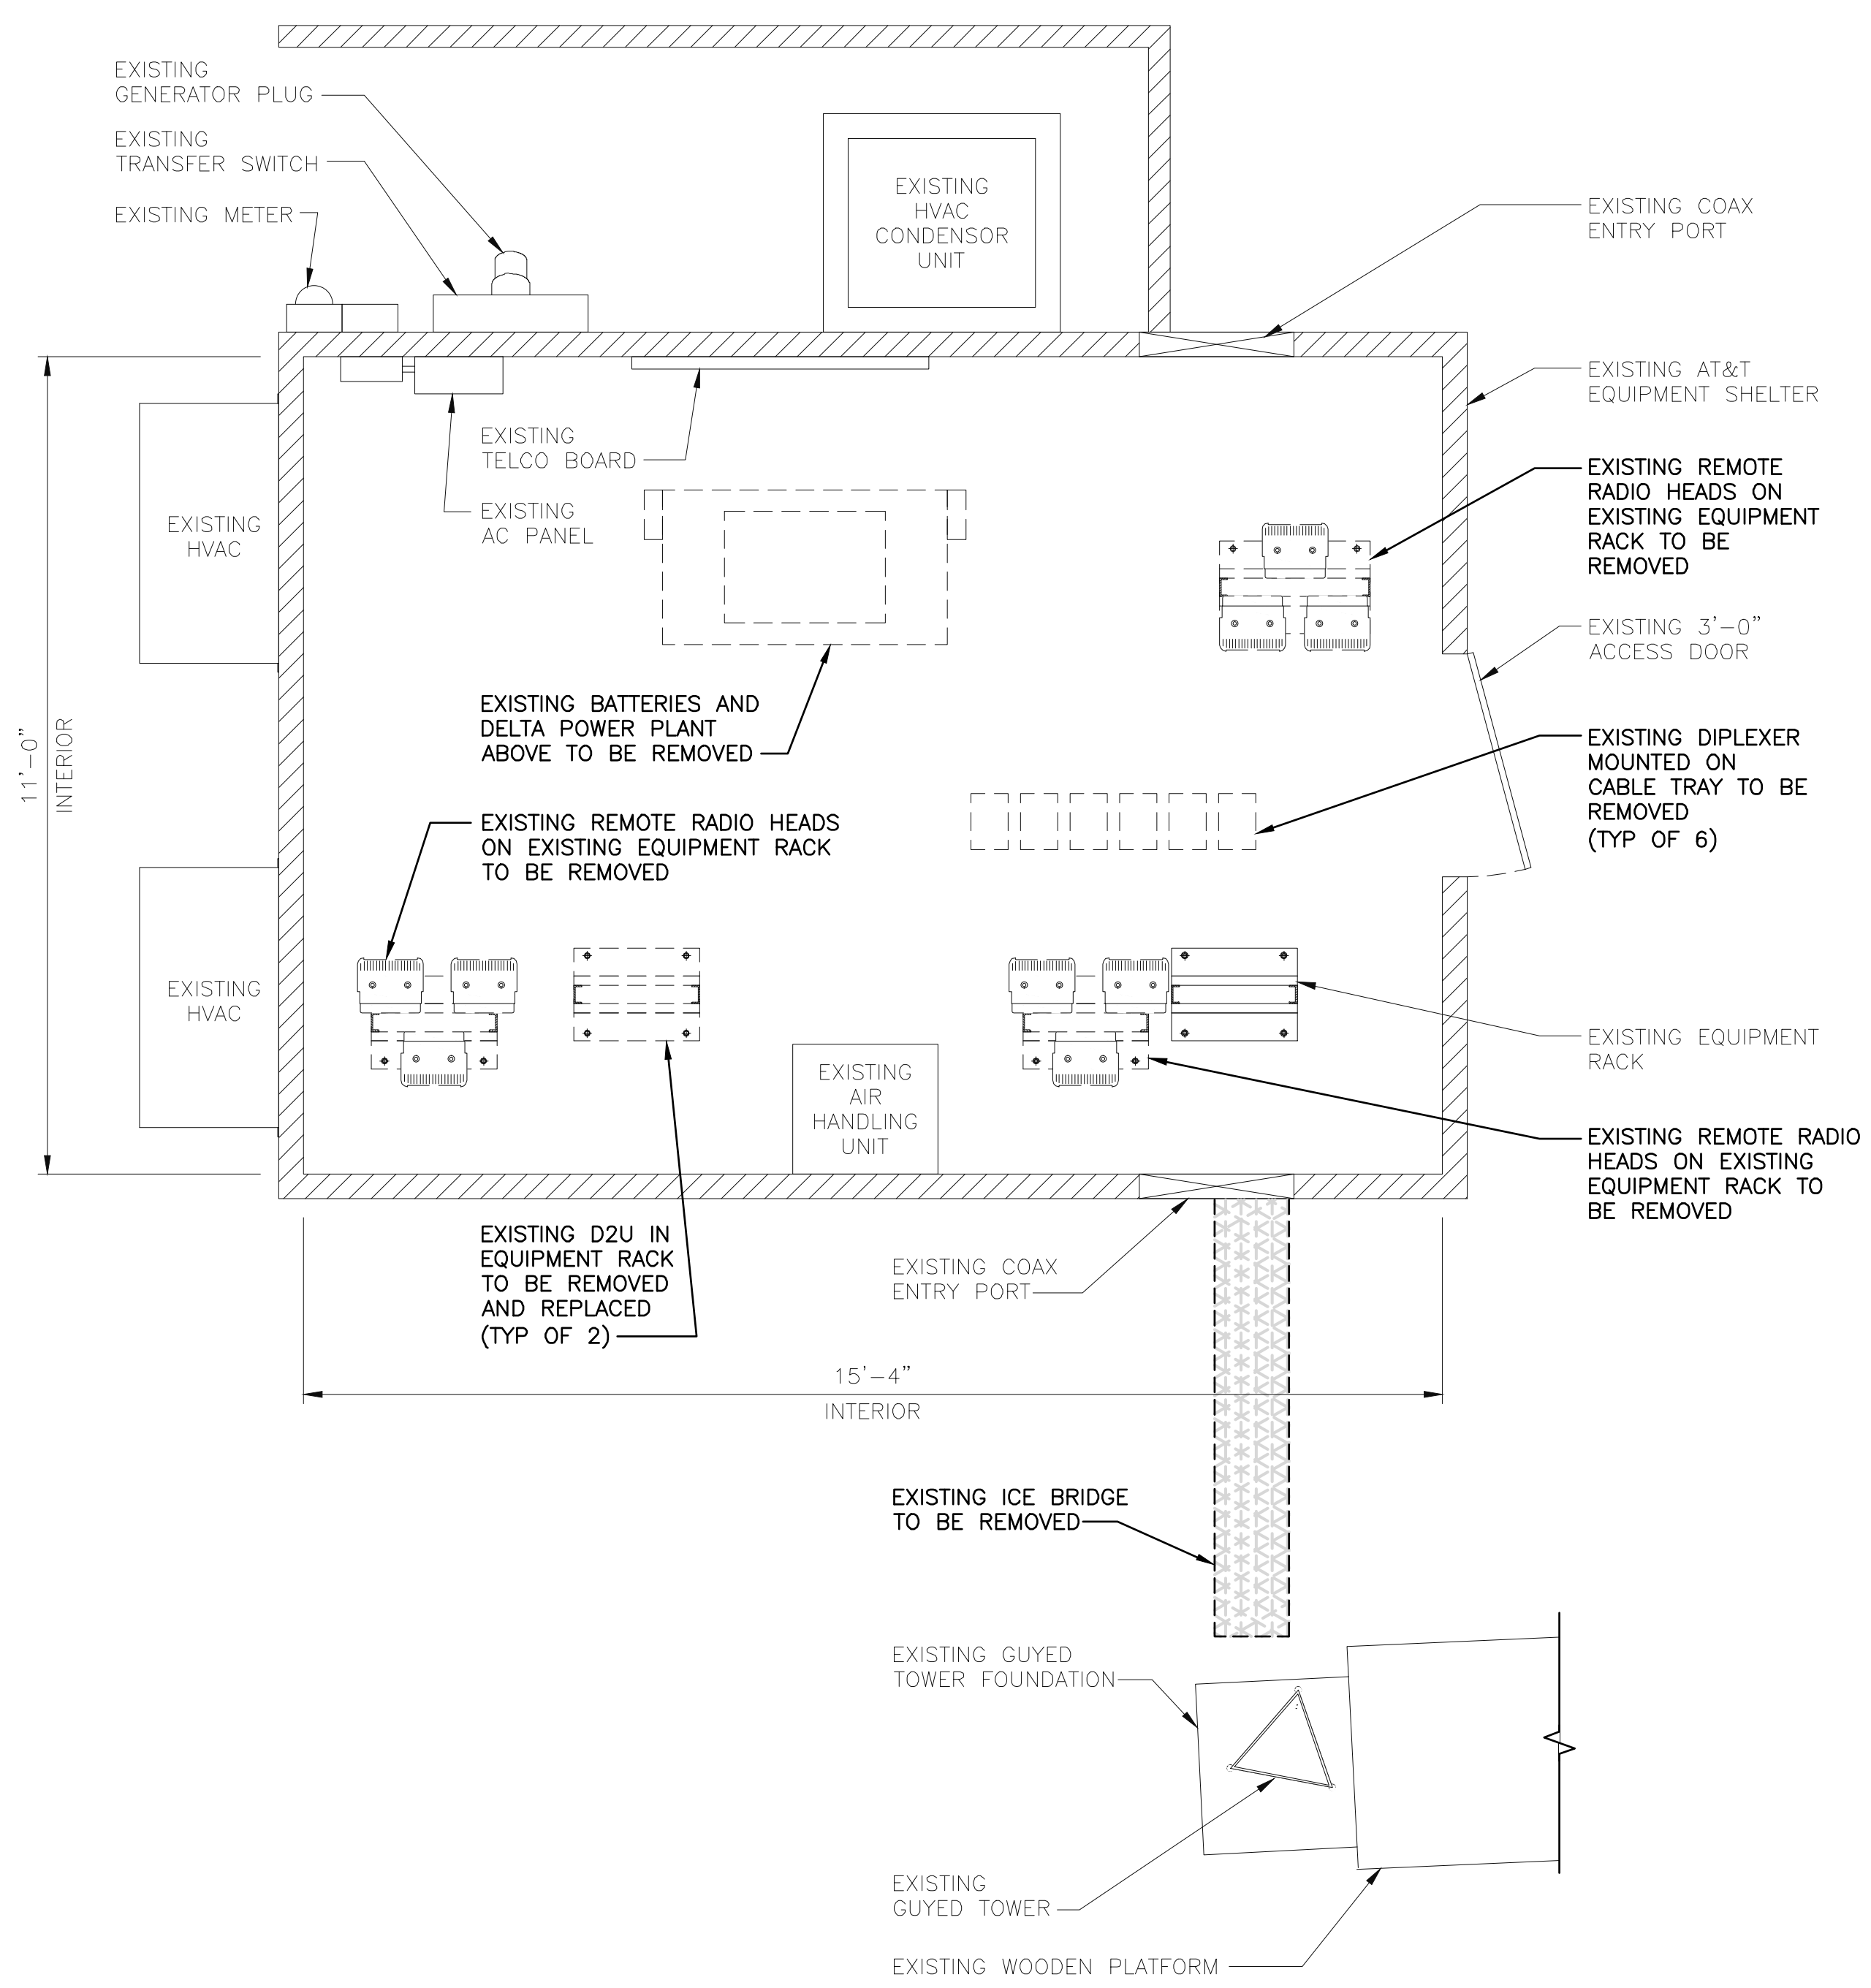 EXISTING
GENERATOR PLUG
EXISTING
TRANSFER SWITCH
EXISTING METER
EXISTING
HVAC
CONDENSOR
UNIT
EXISTING COAX
ENTRY PORT
EXISTING AT&T
EQUIPMENT SHELTER
EXISTING
TELCO BOARD
EXISTING
AC PANEL
EXISTING REMOTE
RADIO HEADS ON
EXISTING EQUIPMENT
RACK TO BE
REMOVED
EXISTING
HVAC
EXISTING 3'-0"
ACCESS DOOR
11'-0"
INTERIOR
EXISTING BATTERIES AND
DELTA POWER PLANT
ABOVE TO BE REMOVED
EXISTING DIPLEXER
MOUNTED ON
CABLE TRAY TO BE
REMOVED
(TYP OF 6)
EXISTING REMOTE RADIO HEADS
ON EXISTING EQUIPMENT RACK
TO BE REMOVED
EXISTING
HVAC
EXISTING EQUIPMENT
RACK
EXISTING
AIR
HANDLING
UNIT
EXISTING REMOTE RADIO
HEADS ON EXISTING
EQUIPMENT RACK TO
BE REMOVED
EXISTING D2U IN
EQUIPMENT RACK
TO BE REMOVED
AND REPLACED
(TYP OF 2)
EXISTING COAX
ENTRY PORT
15'-4"
INTERIOR
EXISTING ICE BRIDGE
TO BE REMOVED
EXISTING GUYED
TOWER FOUNDATION
EXISTING
GUYED TOWER
EXISTING WOODEN PLATFORM